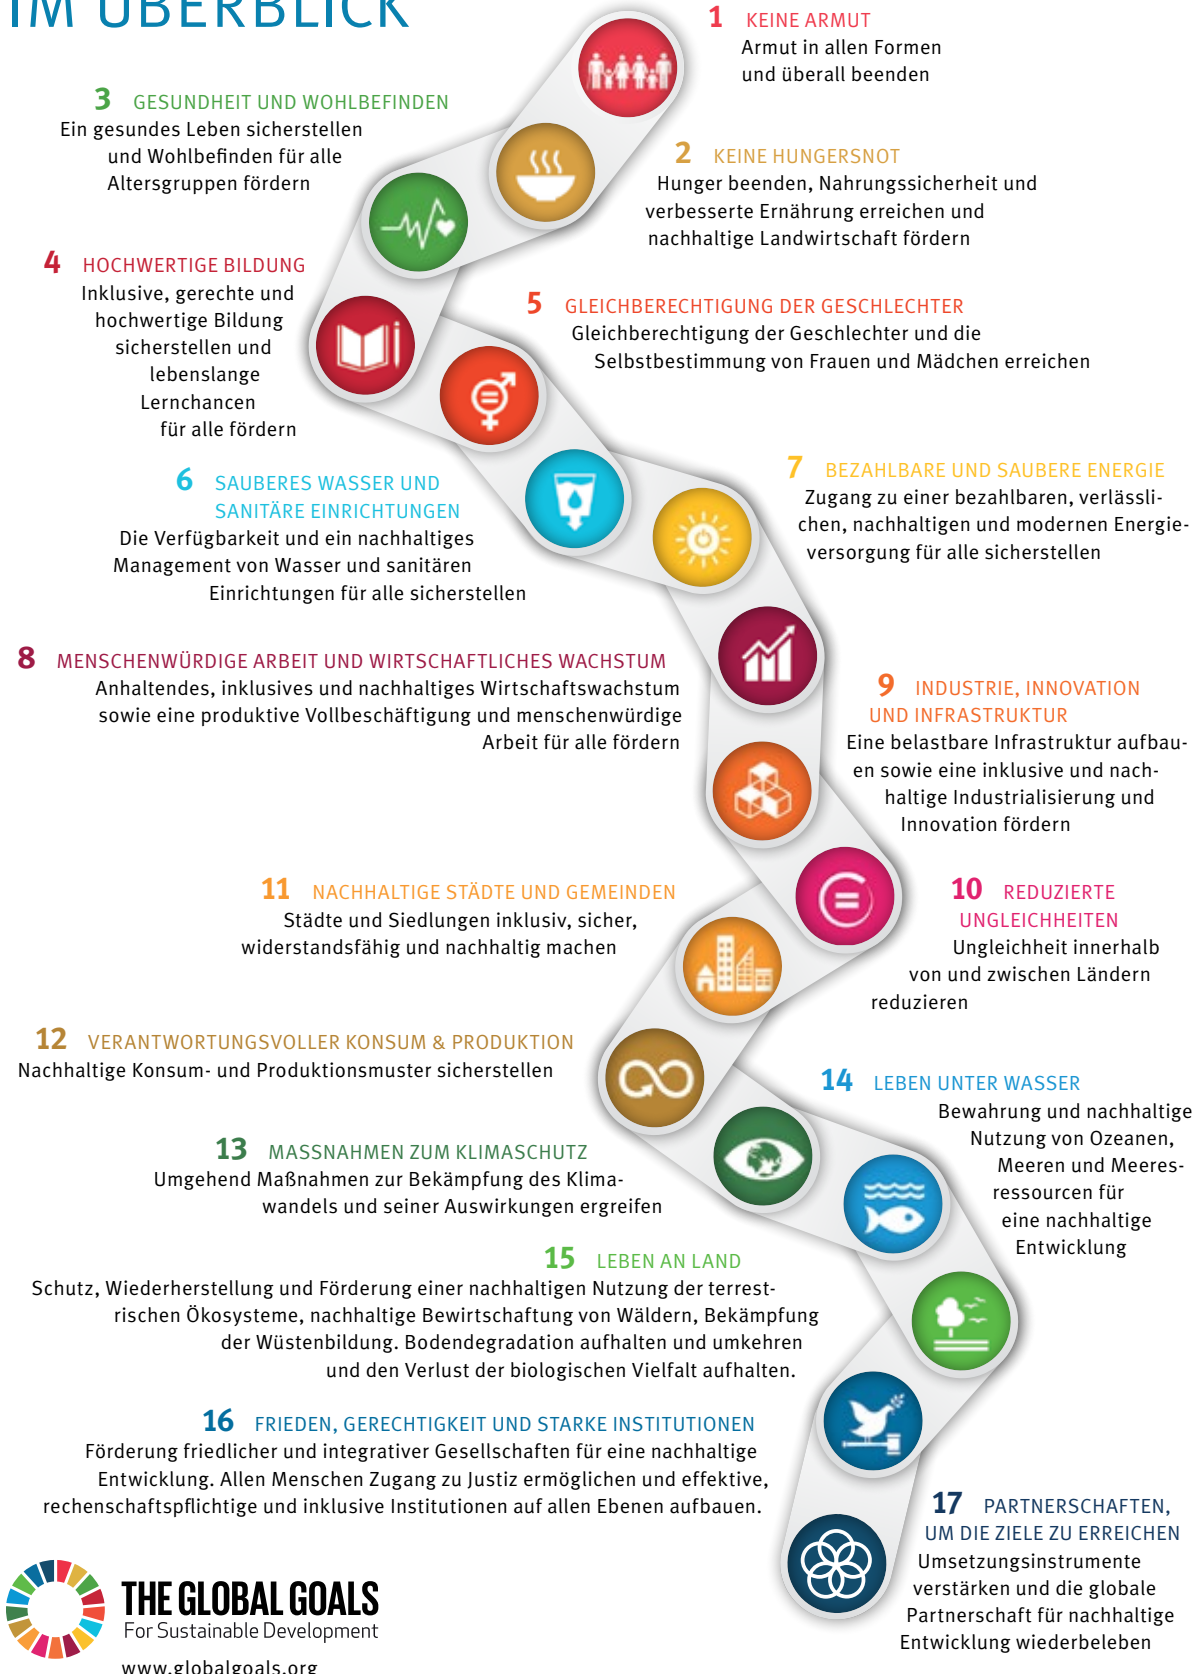 IM ÜBERBLICK
1 KEINE ARMUT
Armut in allen Formen
und überall beenden
2 KEINE HUNGERSNOT
Hunger beenden, Nahrungssicherheit und
verbesserte Ernährung erreichen und
nachhaltige Landwirtschaft fördern
3 GESUNDHEIT UND WOHLBEFINDEN
Ein gesundes Leben sicherstellen
und Wohlbefinden für alle
Altersgruppen fördern
4 HOCHWERTIGE BILDUNG
Inklusive, gerechte und
hochwertige Bildung
sicherstellen und
lebenslange
Lernchancen
für alle fördern
5 GLEICHBERECHTIGUNG DER GESCHLECHTER
Gleichberechtigung der Geschlechter und die
Selbstbestimmung von Frauen und Mädchen erreichen
6 SAUBERES WASSER UND
SANITÄRE EINRICHTUNGEN
Die Verfügbarkeit und ein nachhaltiges
Management von Wasser und sanitären
Einrichtungen für alle sicherstellen
7 BEZAHLBARE UND SAUBERE ENERGIE
Zugang zu einer bezahlbaren, verlässli-
chen, nachhaltigen und modernen Energie-
versorgung für alle sicherstellen
8 MENSCHENWÜRDIGE ARBEIT UND WIRTSCHAFTLICHES WACHSTUM
Anhaltendes, inklusives und nachhaltiges Wirtschaftswachstum
sowie eine produktive Vollbeschäftigung und menschenwürdige
Arbeit für alle fördern
9 INDUSTRIE, INNOVATION
UND INFRASTRUKTUR
Eine belastbare Infrastruktur aufbau-
en sowie eine inklusive und nach-
haltige Industrialisierung und
Innovation fördern
10 REDUZIERTE
UNGLEICHHEITEN
Ungleichheit innerhalb
von und zwischen Ländern
reduzieren
11 NACHHALTIGE STÄDTE UND GEMEINDEN
Städte und Siedlungen inklusiv, sicher,
widerstandsfähig und nachhaltig machen
12 VERANTWORTUNGSVOLLER KONSUM & PRODUKTION
Nachhaltige Konsum- und Produktionsmuster sicherstellen
13 MASSNAHMEN ZUM KLIMASCHUTZ
Umgehend Maßnahmen zur Bekämpfung des Klima-
wandels und seiner Auswirkungen ergreifen
14 LEBEN UNTER WASSER
Bewahrung und nachhaltige
Nutzung von Ozeanen,
Meeren und Meeres-
ressourcen für
eine nachhaltige
Entwicklung
15 LEBEN AN LAND
Schutz, Wiederherstellung und Förderung einer nachhaltigen Nutzung der terrest-
rischen Ökosysteme, nachhaltige Bewirtschaftung von Wäldern, Bekämpfung
der Wüstenbildung. Bodendegradation aufhalten und umkehren
und den Verlust der biologischen Vielfalt aufhalten.
16 FRIEDEN, GERECHTIGKEIT UND STARKE INSTITUTIONEN
Förderung friedlicher und integrativer Gesellschaften für eine nachhaltige
Entwicklung. Allen Menschen Zugang zu Justiz ermöglichen und effektive,
rechenschaftspflichtige und inklusive Institutionen auf allen Ebenen aufbauen.
17 PARTNERSCHAFTEN,
UM DIE ZIELE ZU ERREICHEN
Umsetzungsinstrumente
verstärken und die globale
Partnerschaft für nachhaltige
Entwicklung wiederbeleben
THE GLOBAL GOALS
For Sustainable Development
www.globalgoals.org